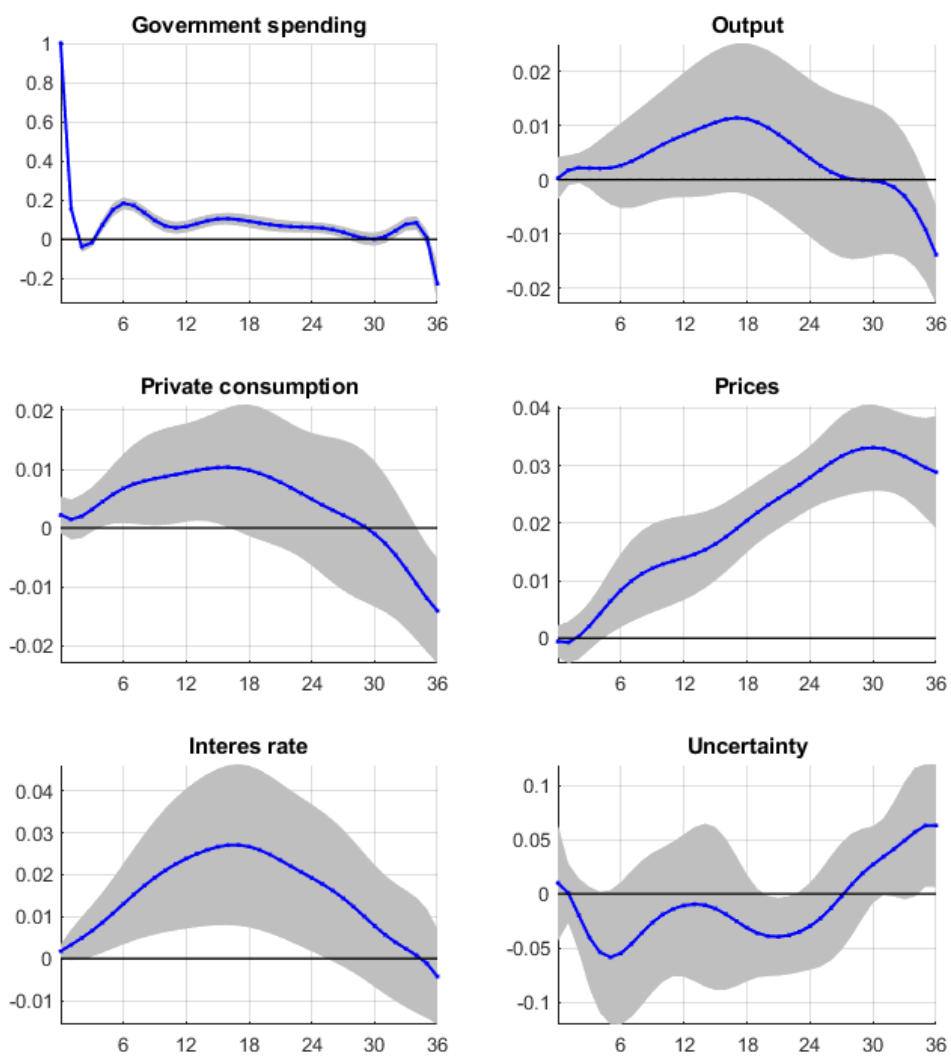 Government spending
1
0.8
0.6
0.4
0.2
0
-0.2
6 12 18 24 30 36
Output
0.02
0.01
0
-0.01
-0.02
6 12 18 24 30 36
Private consumption
0.02
0.01
0
-0.01
-0.02
6 12 18 24 30 36
Prices
0.04
0.03
0.02
0.01
0
6 12 18 24 30 36
Interes rate
0.04
0.03
0.02
0.01
0
-0.01
6 12 18 24 30 36
Uncertainty
0.1
0.05
0
-0.05
-0.1
6 12 18 24 30 36